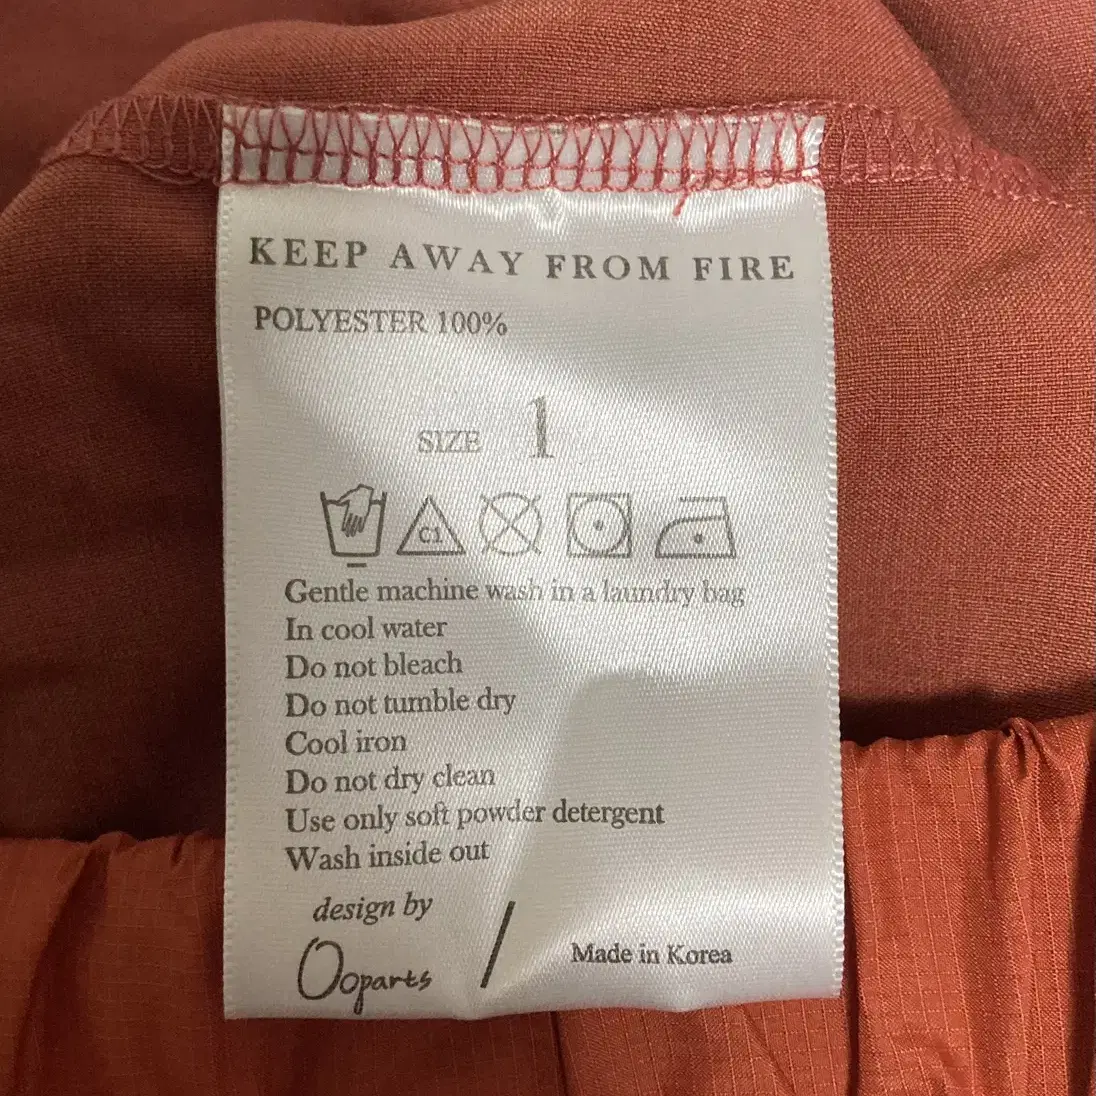 KEEP AWAY FROM FIRE
POLYESTER 100%
SIZE 1
Cl
Gentle machine wash in a laundry bag
In cool water
Do not bleach
Do not tumble dry
Cool iron
Do not dry clean
Use only soft powder detergent
Wash inside out
design by
Ooparts / Made in Korea